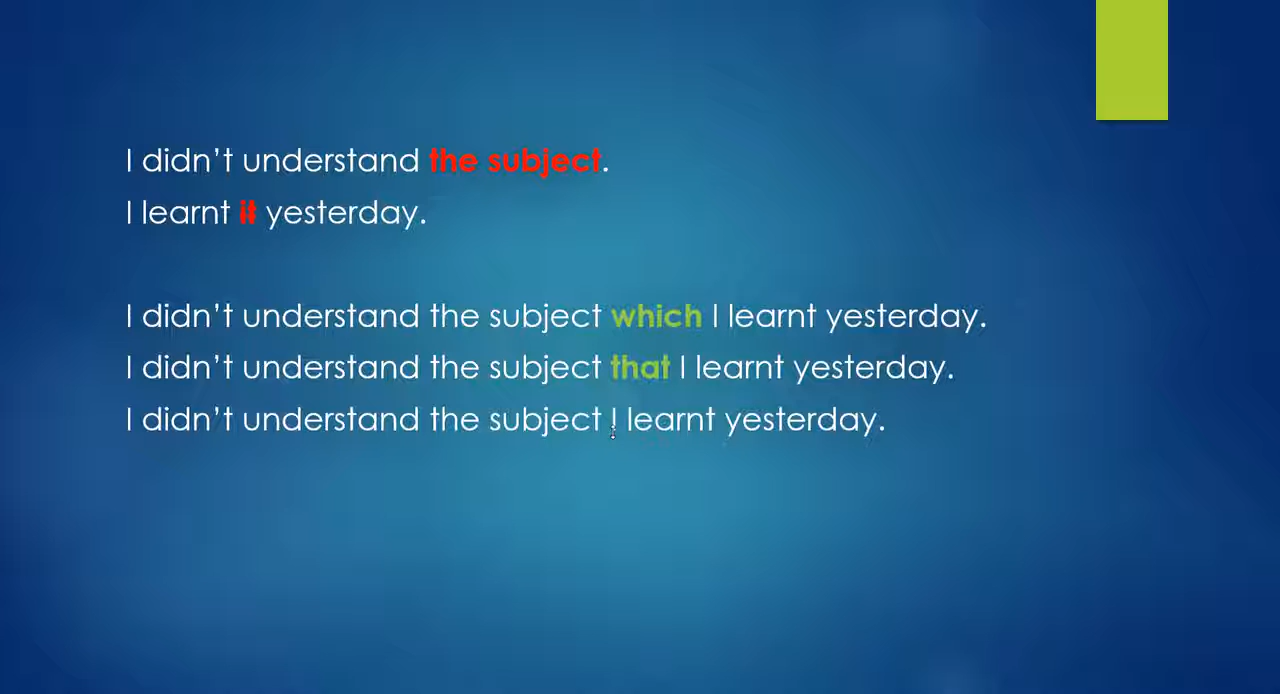 I didn’t understand the subject.
I learnt it yesterday.
I didn’t understand the subject which I learnt yesterday.
I didn’t understand the subject that I learnt yesterday.
I didn’t understand the subject I learnt yesterday.